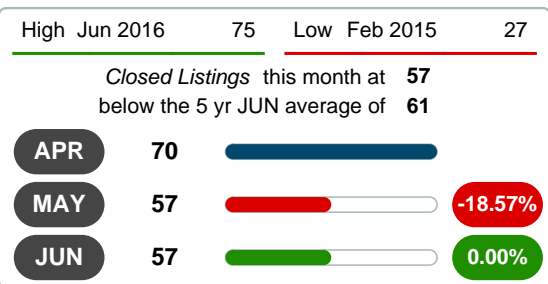 High Jun 2016 75 Low Feb 2015 27
Closed Listings this month at 57
below the 5 yr JUN average of 61
APR 70
MAY 57 -18.57%
JUN 57 0.00%